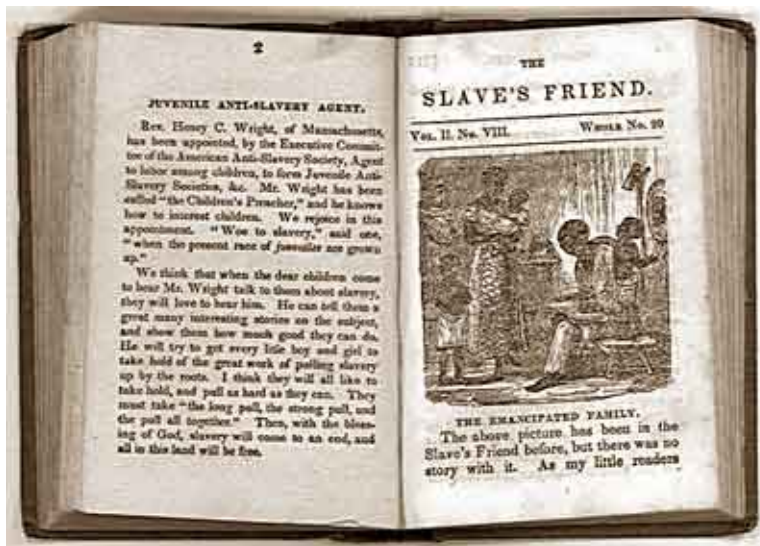 2
JUVENILE ANTI-SLAVERY AGENT.
Rev. Henry C. Wright, of Massachusetts,
has been appointed, by the Executive Commit-
tee of the American Anti-Slavery Society, Agent
to labor among children, to form Juvenile Anti-
Slavery Societies, &c. Mr. Wright has been
called "the Children's Preacher," and he knows
how to interest children. We rejoice in this
appointment. "Woe to slavery," said one,
"when the present race of juveniles are grown
up."
We think that when the dear children come
to hear Mr. Wright talk to them about slavery,
they will love to hear him. He can tell them a
great many interesting stories on the subject,
and show them how much good they can do.
He will try to get every little boy and girl to
take hold of the great work of pulling slavery
up by the roots. I think they will all like to
take hold, and pull as hard as they can. They
must take "the long pull, the strong pull, and
the pull all together." Then, with the bless-
ing of God, slavery will come to an end, and
all in this land will be free.
THE
SLAVE'S FRIEND.
Vol. II. No. VIII. Whole No. 20
THE EMANCIPATED FAMILY.
The above picture has been in the
Slave's Friend before, but there was no
story with it. As my little readers